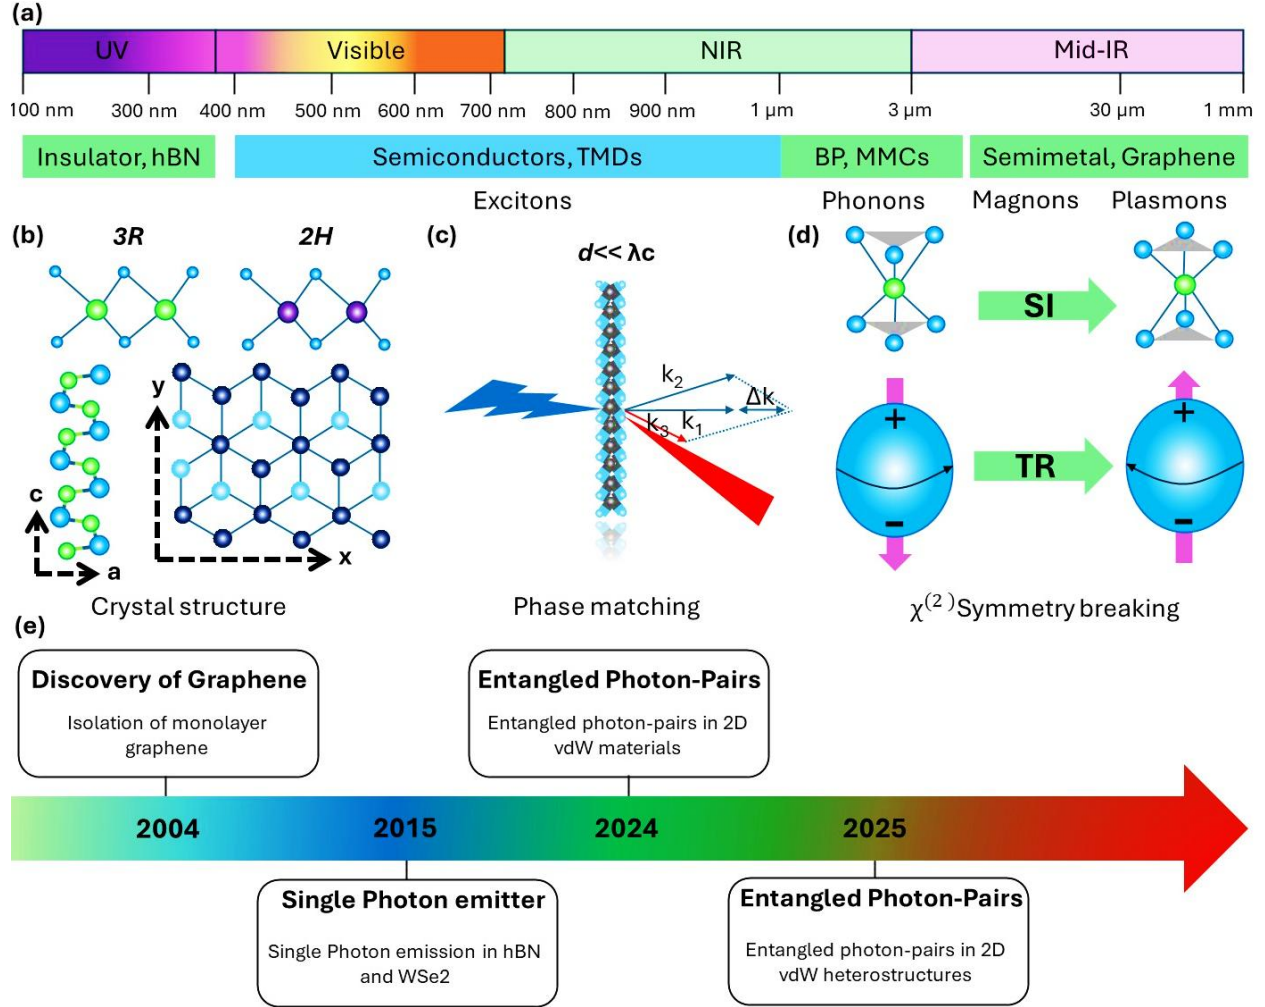 (a)
UV Visible NIR Mid-IR
100 nm 300 nm 400 nm 500 nm 600 nm 700 nm 800 nm 900 nm 1 µm 3 µm 30 µm 1 mm
Insulator, hBN Semiconductors, TMDs BP, MMCs Semimetal, Graphene
Excitons Phonons Magnons Plasmons
(b) 3R 2H (c) (d)
d<< λc
SI
k2
Δk
k3 k1
y
+ +
TR
c
- -
a
x
Crystal structure Phase matching χ(2) Symmetry breaking
(e)
Discovery of Graphene
Isolation of monolayer
graphene
Entangled Photon-Pairs
Entangled photon-pairs in 2D
vdW materials
2004 2015 2024 2025
Single Photon emitter
Single Photon emission in hBN
and WSe2
Entangled Photon-Pairs
Entangled photon-pairs in 2D
vdW heterostructures